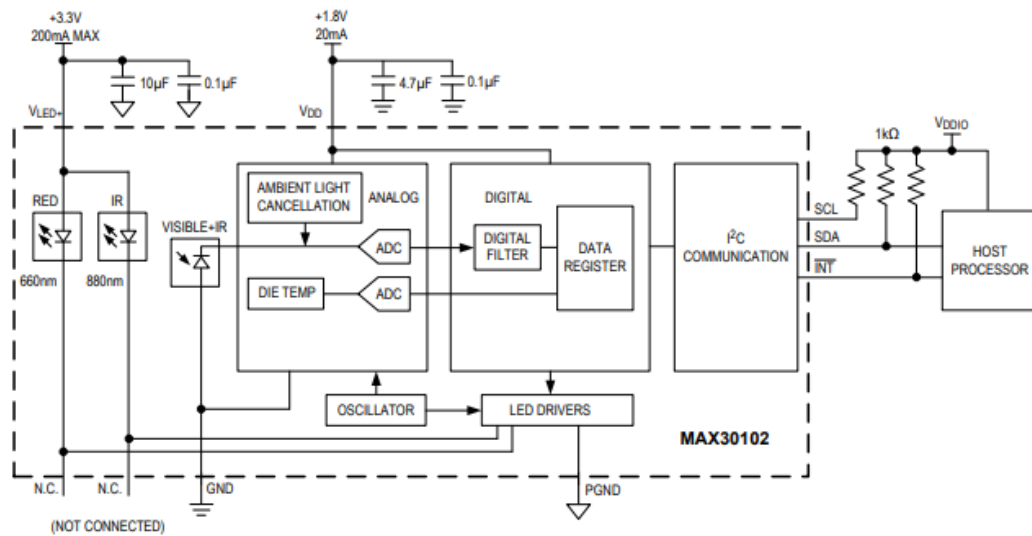 +3.3V
200mA MAX
+1.8V
20mA
10µF
0.1µF
4.7µF
0.1µF
VLED+
VDD
1kΩ
VDDIO
RED
IR
VISIBLE+IR
AMBIENT LIGHT
CANCELLATION
ANALOG
DIGITAL
ADC
DIGITAL
FILTER
DATA
REGISTER
I²C
COMMUNICATION
SCL
SDA
INT
HOST
PROCESSOR
660nm
880nm
DIE TEMP
ADC
OSCILLATOR
LED DRIVERS
MAX30102
N.C.
N.C.
GND
PGND
(NOT CONNECTED)